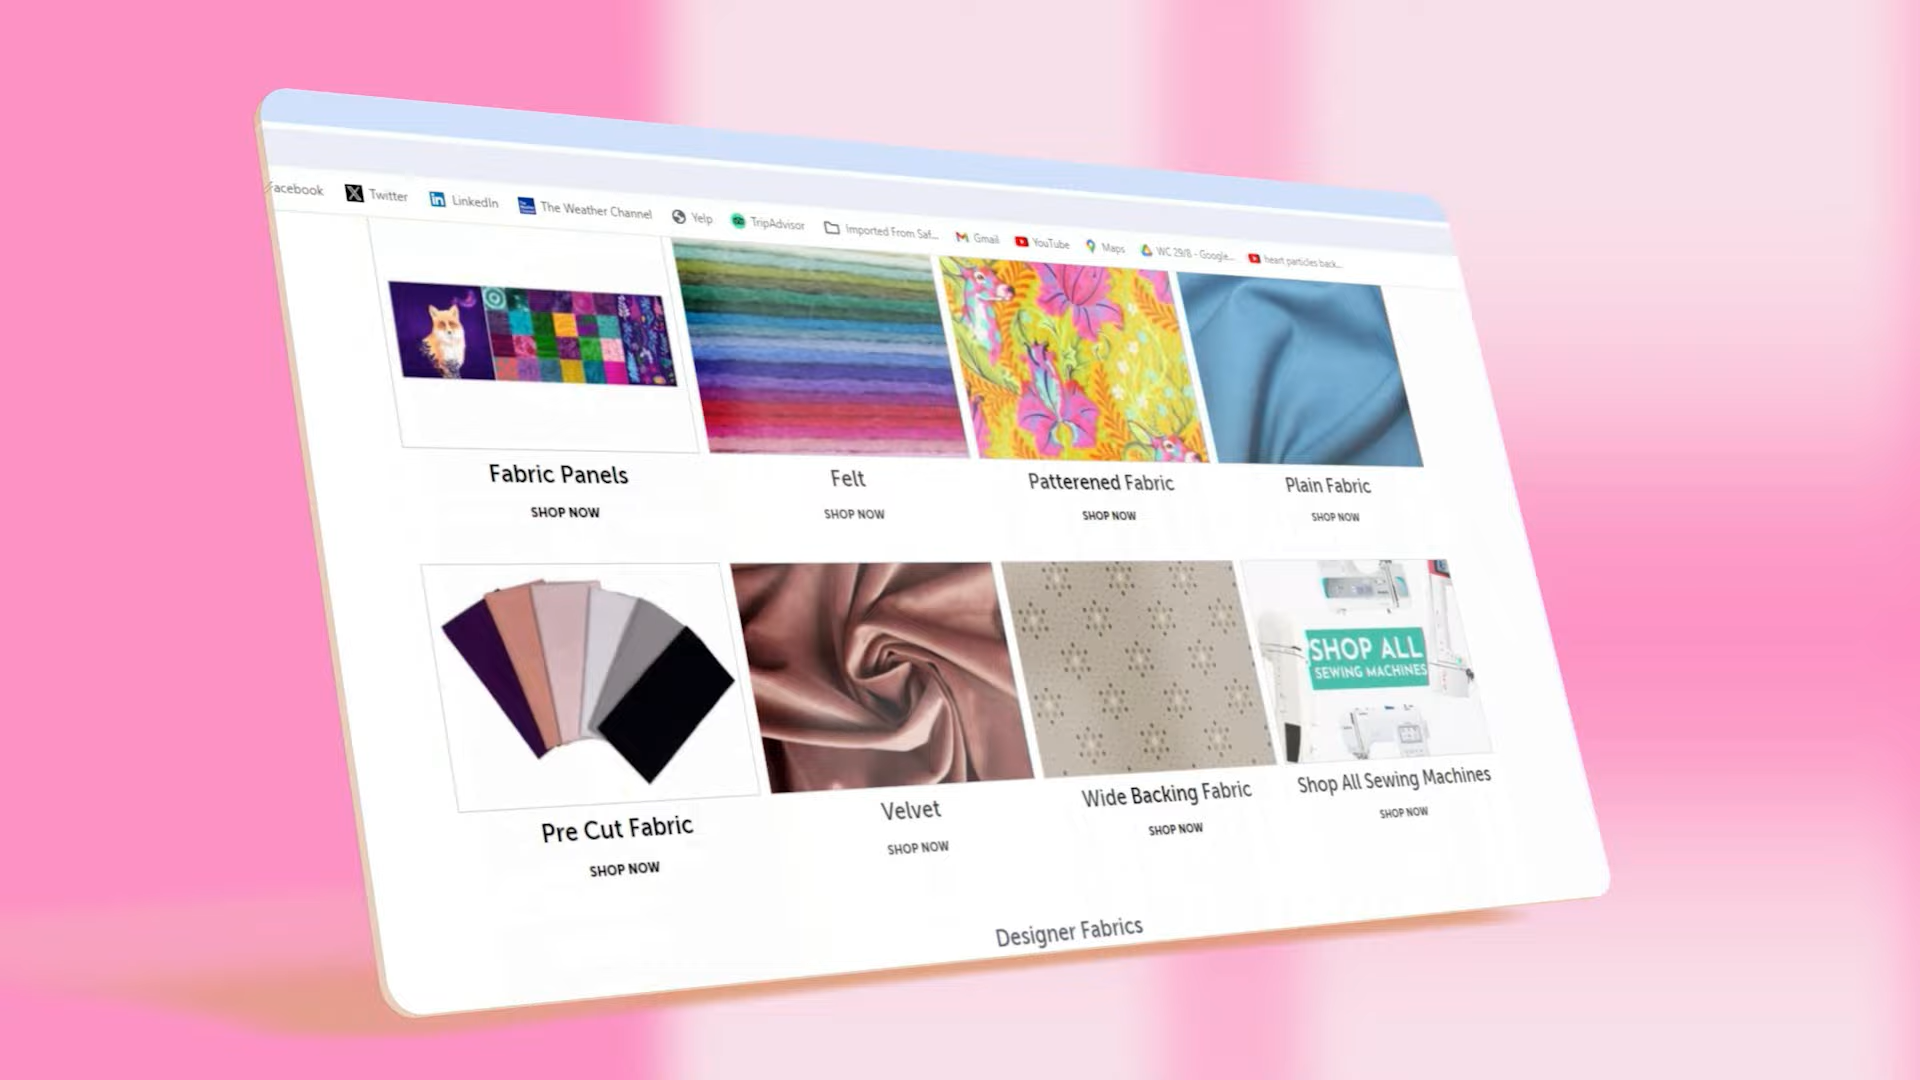 Facebook Twitter LinkedIn The Weather Channel Yelp TripAdvisor Imported From Saf... Gmail YouTube Maps WC 29/8 - Google... heart particles back...
Fabric Panels
SHOP NOW
Felt
SHOP NOW
Patterened Fabric
SHOP NOW
Plain Fabric
SHOP NOW
SHOP ALL
SEWING MACHINES
Pre Cut Fabric
SHOP NOW
Velvet
SHOP NOW
Wide Backing Fabric
SHOP NOW
Shop All Sewing Machines
SHOP NOW
Designer Fabrics